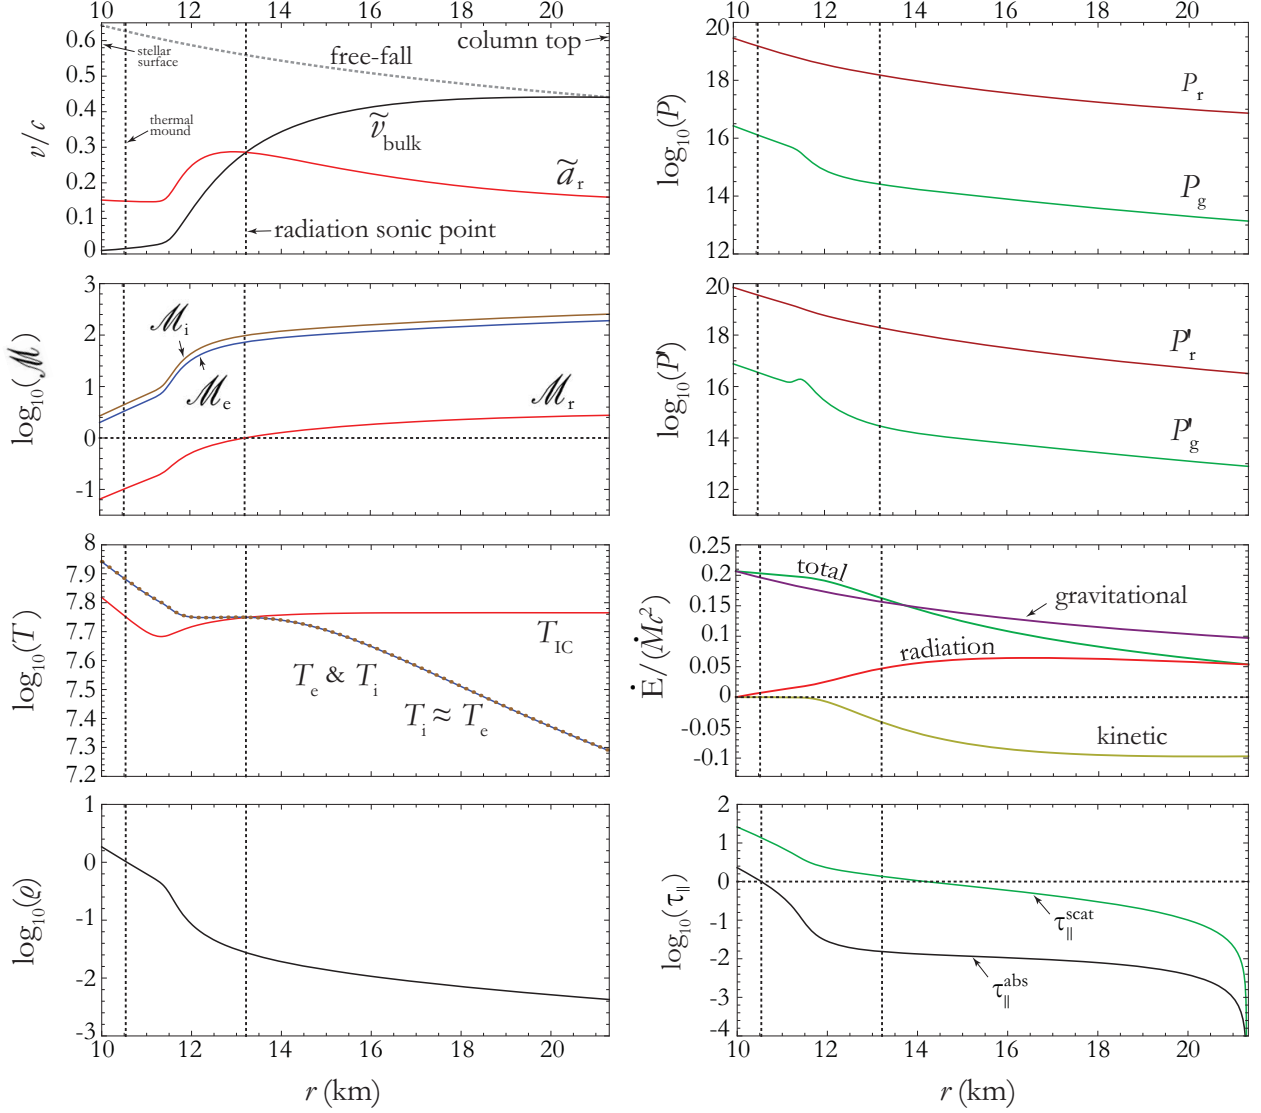 10 12 14 16 18 20
0.6
0.5
0.4
0.3
0.2
0.1
0
v/c
stellar
surface
thermal
mound
free-fall
column top
ṽbulk
ãr
radiation sonic point
10 12 14 16 18 20
20
18
16
14
12
log10(P)
Pr
Pg
3
2
1
0
-1
log10(ℳ)
ℳi
ℳe
ℳr
20
18
16
14
12
log10(P')
P'r
P'g
8
7.9
7.8
7.7
7.6
7.5
7.4
7.3
7.2
log10(T)
TIC
Te & Ti
Ti ≈ Te
0.25
0.2
0.15
0.1
0.05
0
-0.05
-0.1
Ė/(Ṁc²)
total
gravitational
radiation
kinetic
1
0
-1
-2
-3
log10(ϱ)
10 12 14 16 18 20
r (km)
2
1
0
-1
-2
-3
-4
log10(τ∥)
τ∥scat
τ∥abs
10 12 14 16 18 20
r (km)